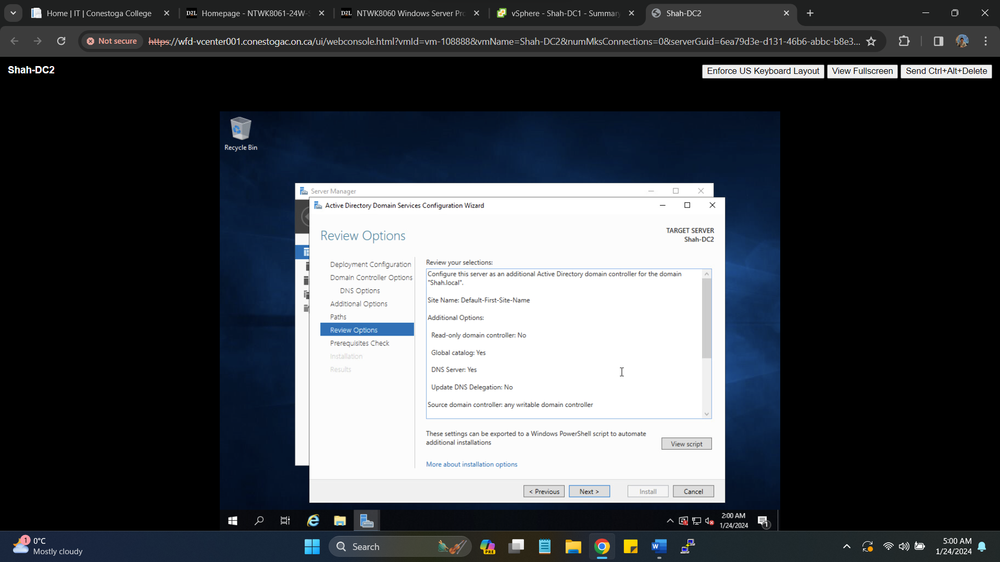 Home | IT | Conestoga College
D2L Homepage - NTWK8061-24W-S
D2L NTWK8060 Windows Server Pro
vSphere - Shah-DC1 - Summary
Shah-DC2
Not secure
https://wfd-vcenter001.conestogac.on.ca/ui/webconsole.html?vmId=vm-108888&vmName=Shah-DC2&numMksConnections=0&serverGuid=6ea79d3e-d131-46b6-abbc-b8e3...
Shah-DC2
Enforce US Keyboard Layout
View Fullscreen
Send Ctrl+Alt+Delete
Recycle Bin
Server Manager
Active Directory Domain Services Configuration Wizard
Review Options
TARGET SERVER
Shah-DC2
Deployment Configuration
Domain Controller Options
DNS Options
Additional Options
Paths
Review Options
Prerequisites Check
Installation
Results
Review your selections:
Configure this server as an additional Active Directory domain controller for the domain
"Shah.local".
Site Name: Default-First-Site-Name
Additional Options:
Read-only domain controller: No
Global catalog: Yes
DNS Server: Yes
Update DNS Delegation: No
Source domain controller: any writable domain controller
These settings can be exported to a Windows PowerShell script to automate
additional installations
View script
More about installation options
< Previous
Next >
Install
Cancel
2:00 AM
1/24/2024
1
1
0°C
Mostly cloudy
Search
PRE
W
5:00 AM
1/24/2024